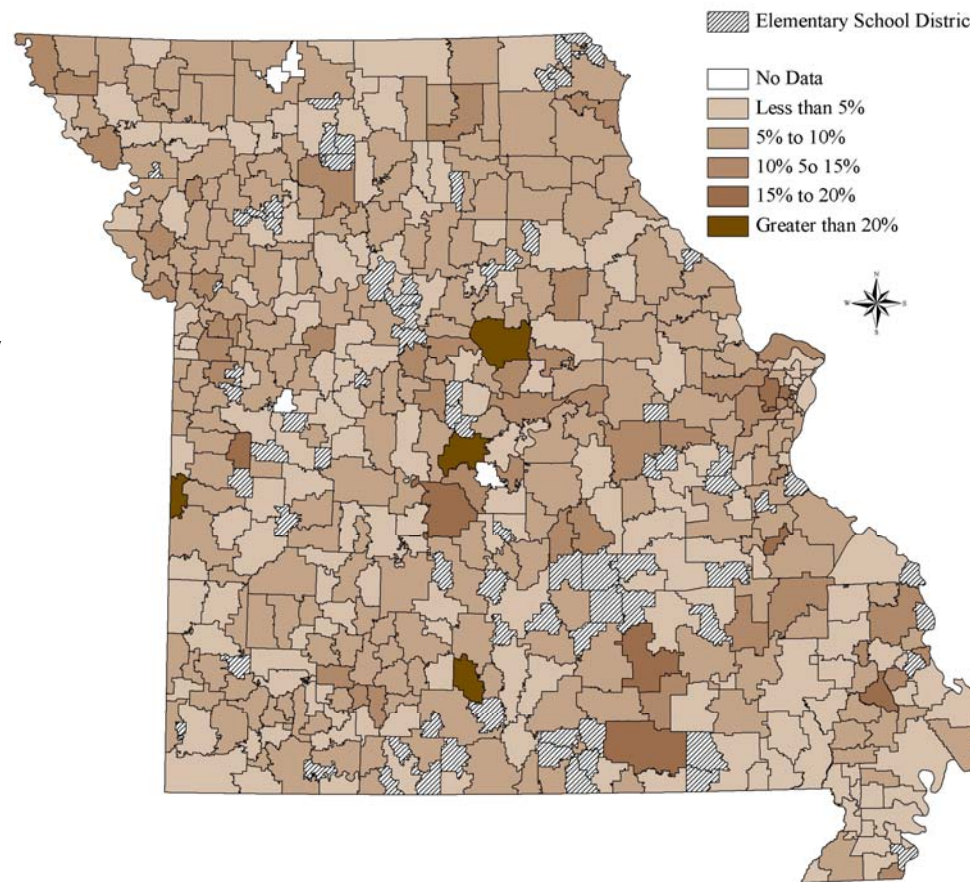 Elementary School Distric
No Data
Less than 5%
5% to 10%
10% 5o 15%
15% to 20%
Greater than 20%
N
W
S
S